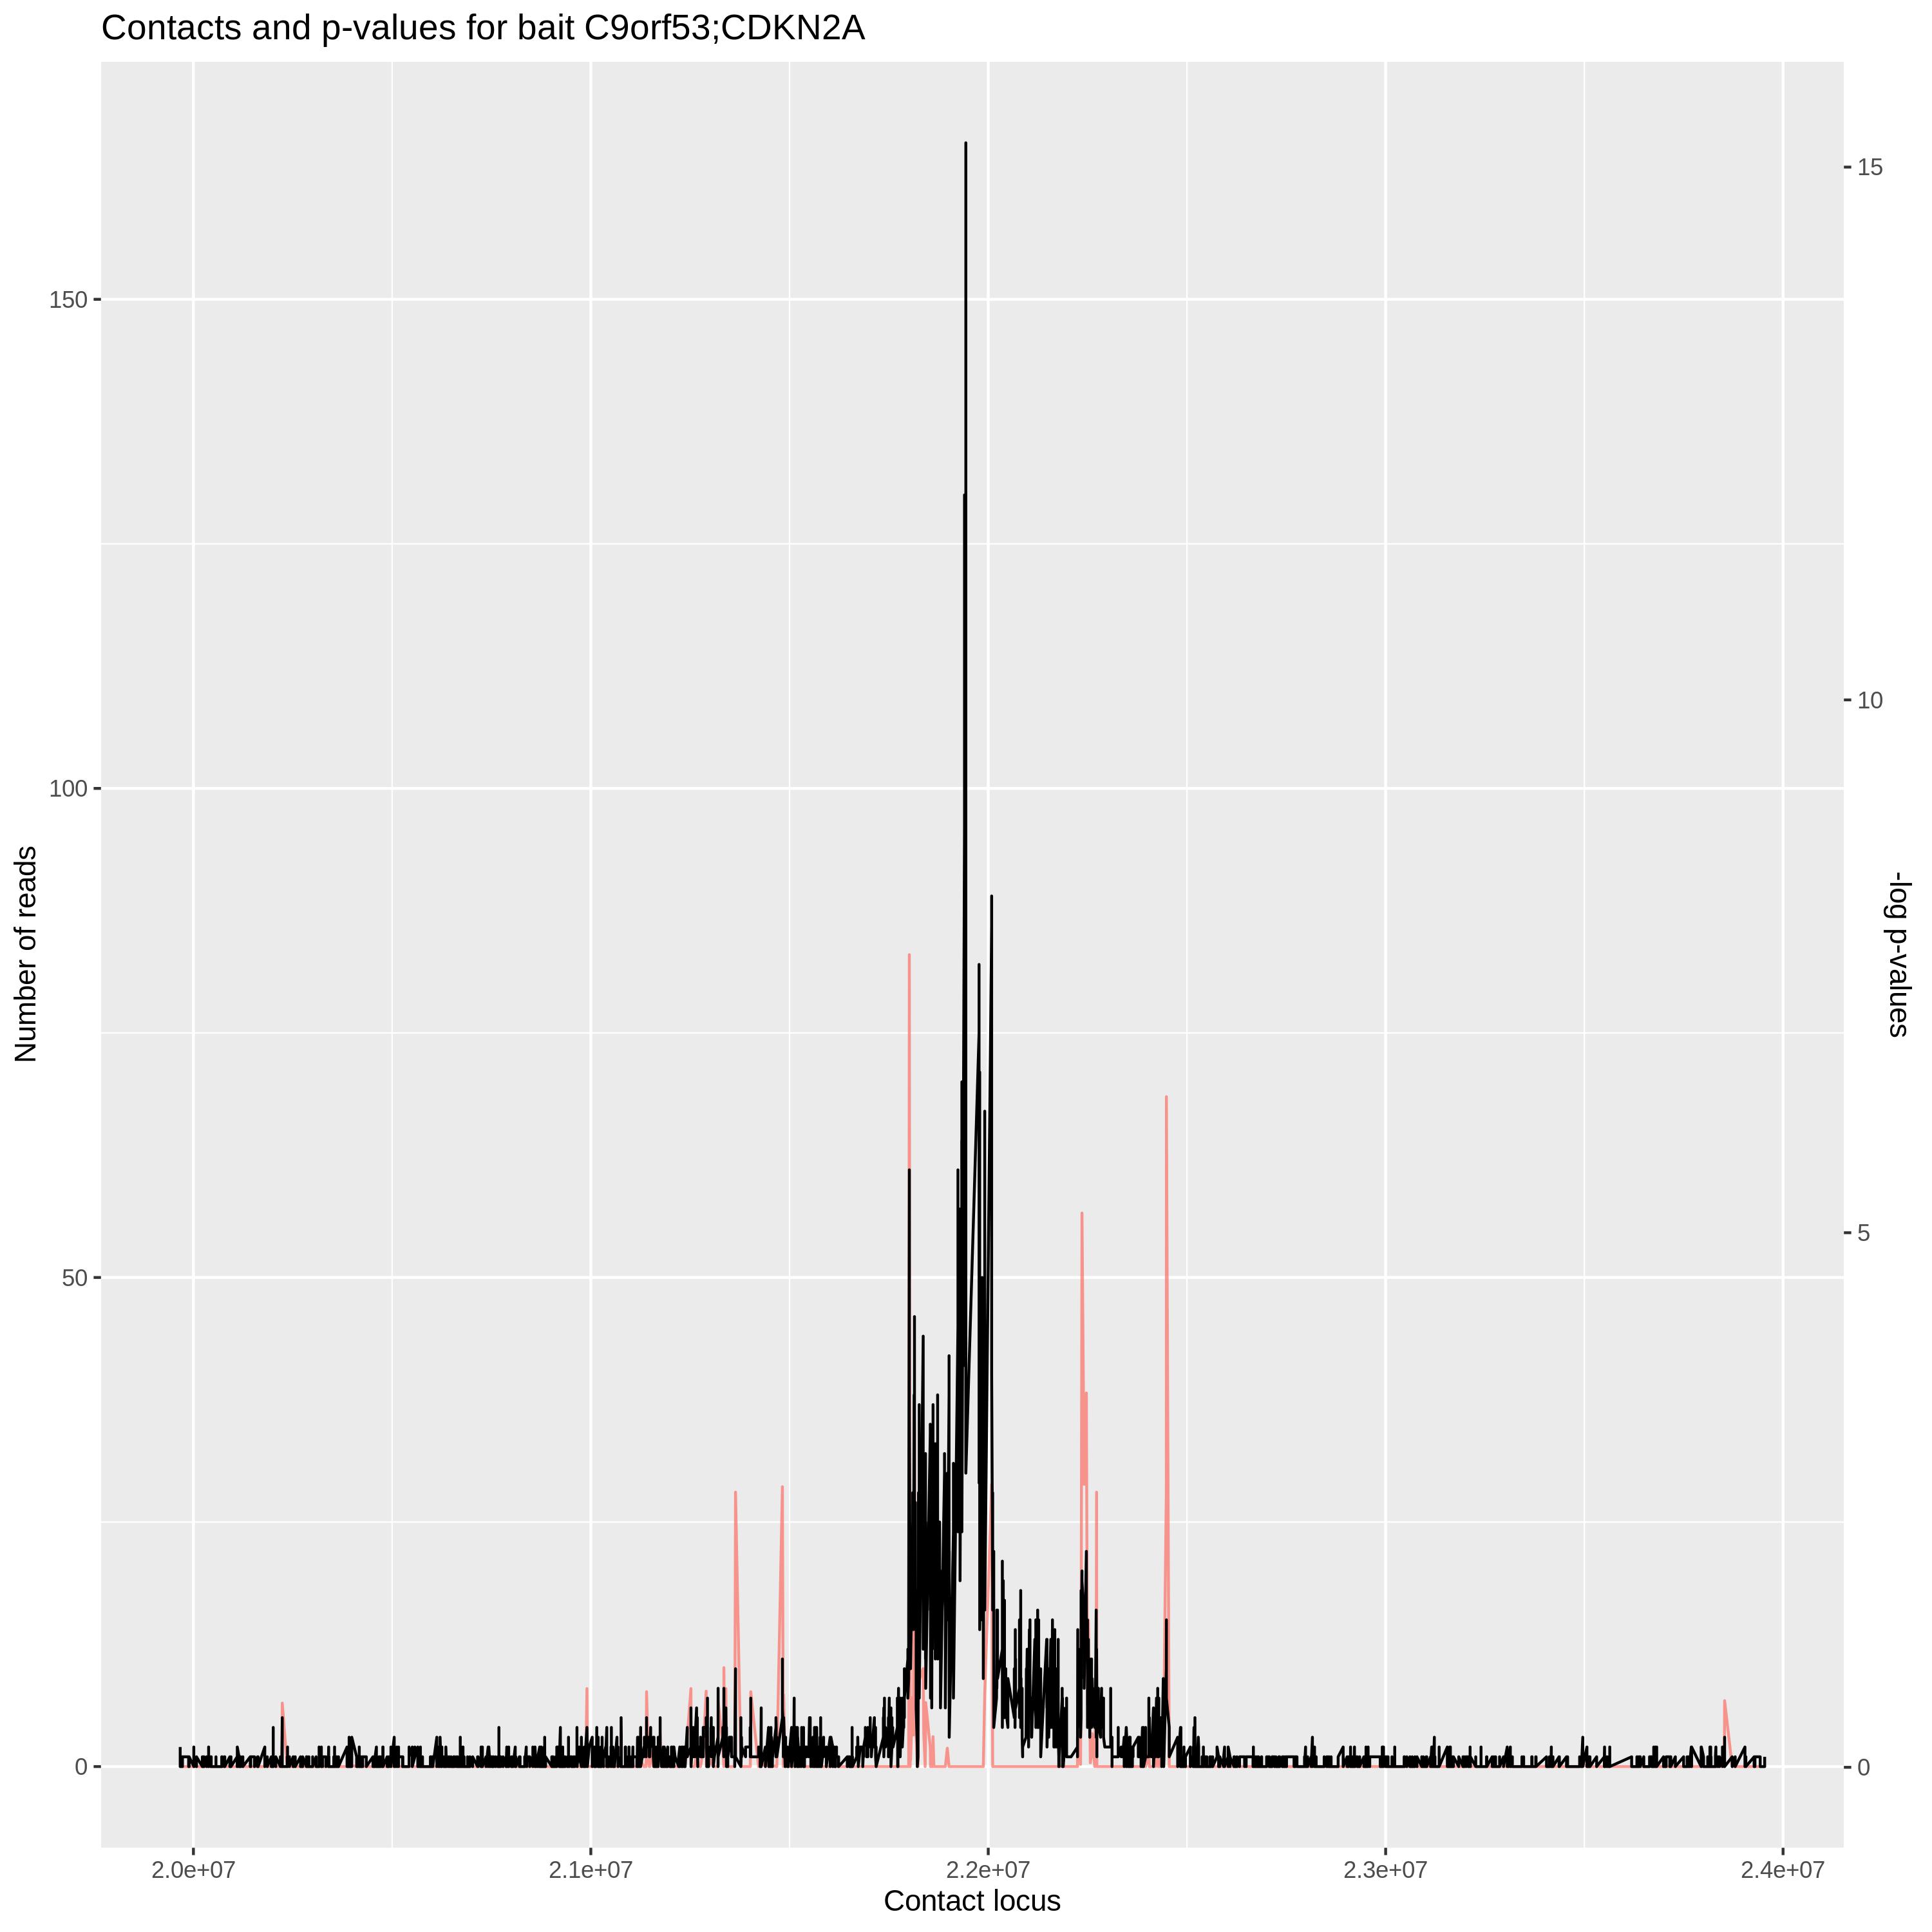 Contacts and p-values for bait C9orf53;CDKN2A
Number of reads
150
100
50
0
15
10
5
0
-log p-values
2.0e+07 2.1e+07 2.2e+07 2.3e+07 2.4e+07
Contact locus